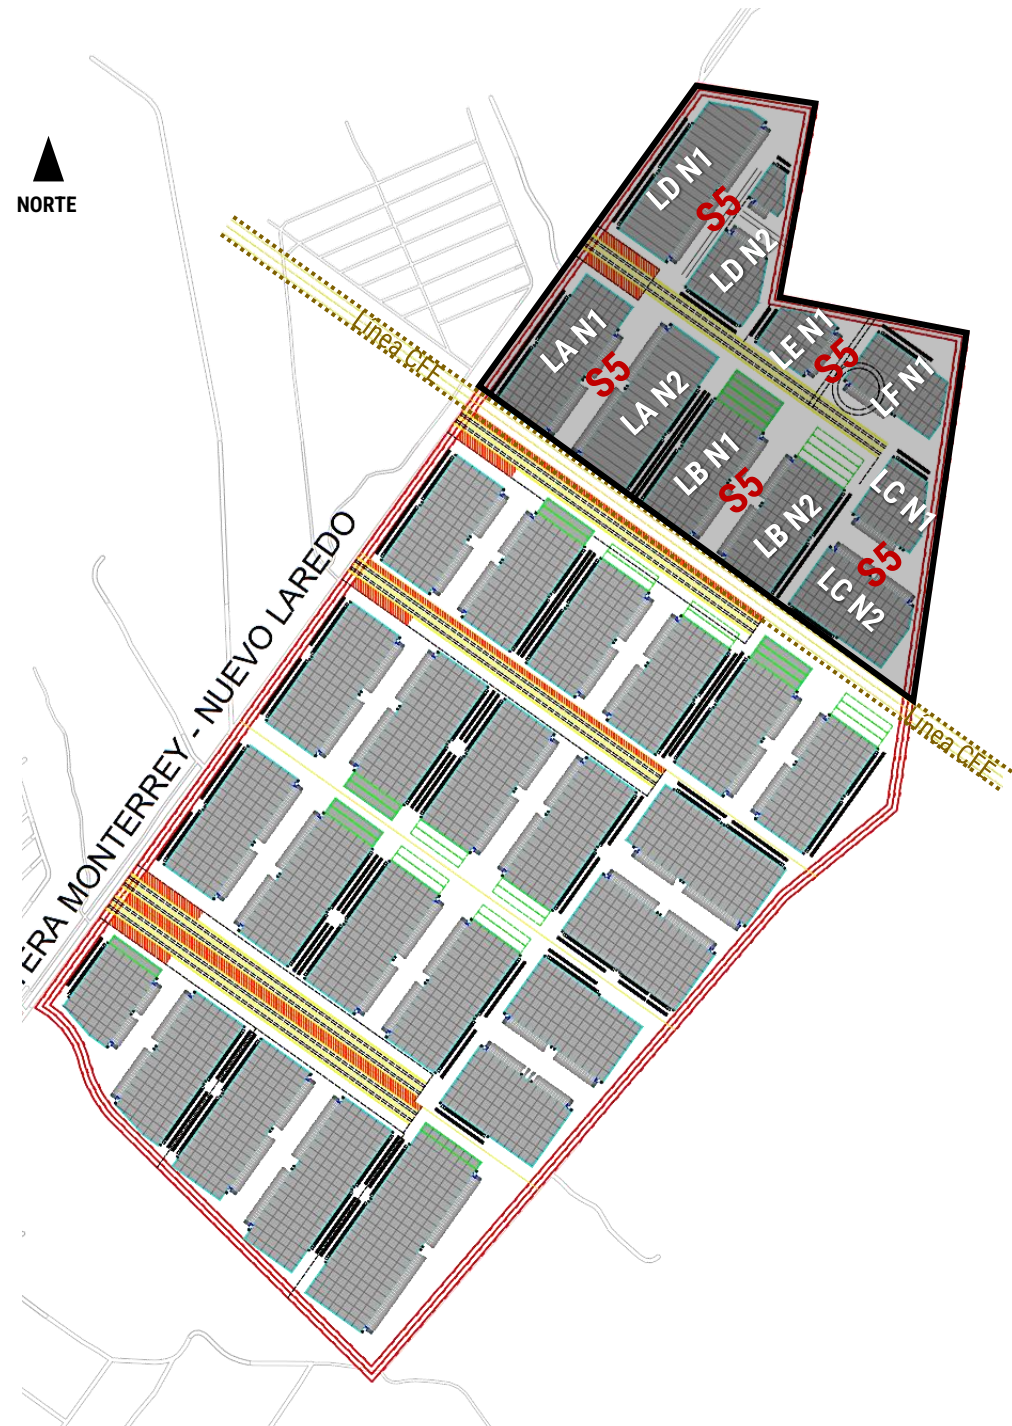 NORTE
LD N1
S5
LD N2
LA N1
S5
LA N2
LE N1
S5
LF N1
LB N1
S5
LB N2
LC N1
S5
LC N2
Línea CFE
Línea CFE
ERA MONTERREY - NUEVO LAREDO